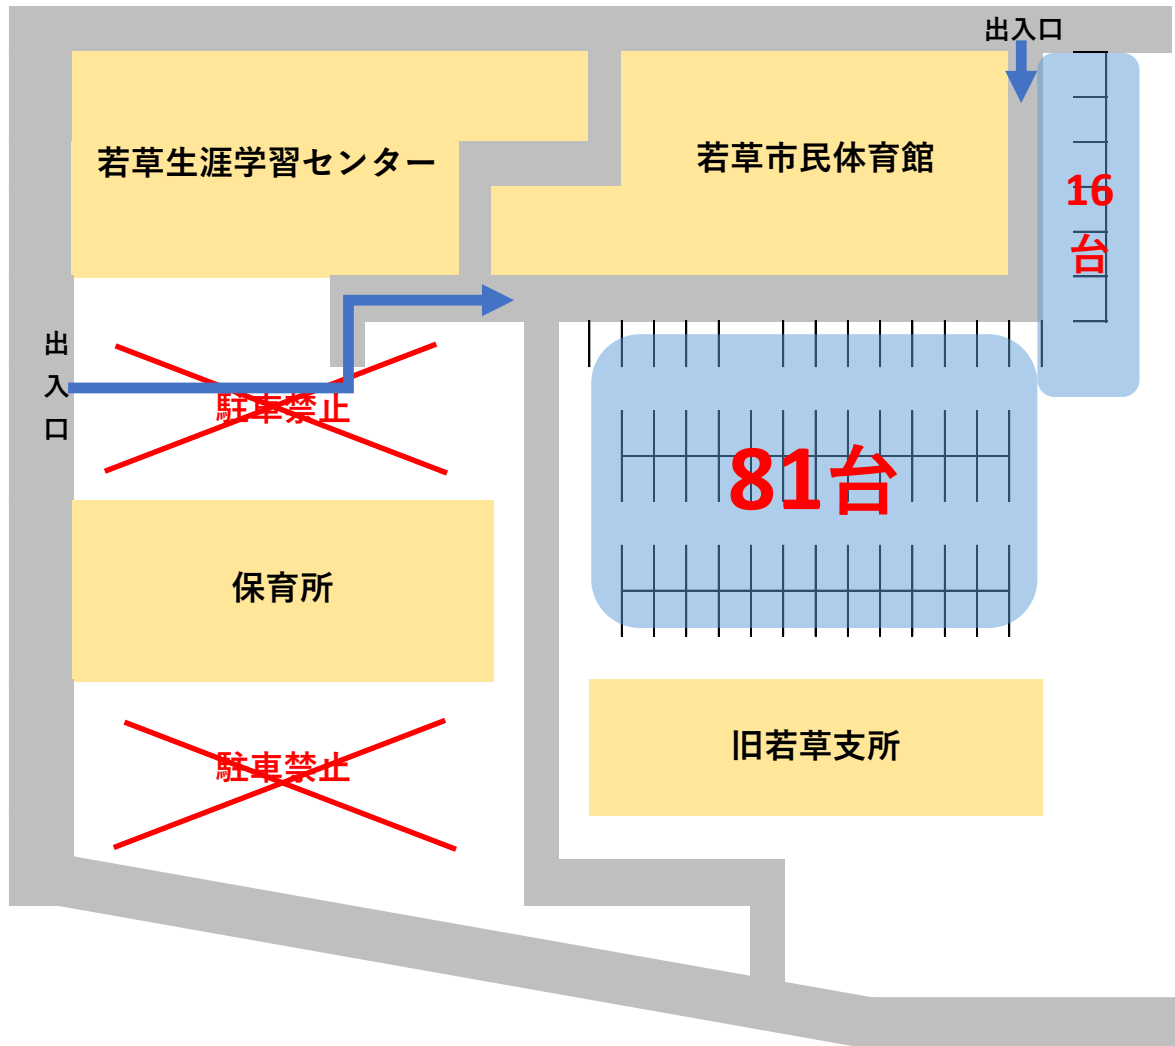 出入口
若草生涯学習センター
若草市民体育館
16
台
出
入
口
駐車禁止
81台
保育所
旧若草支所
駐車禁止